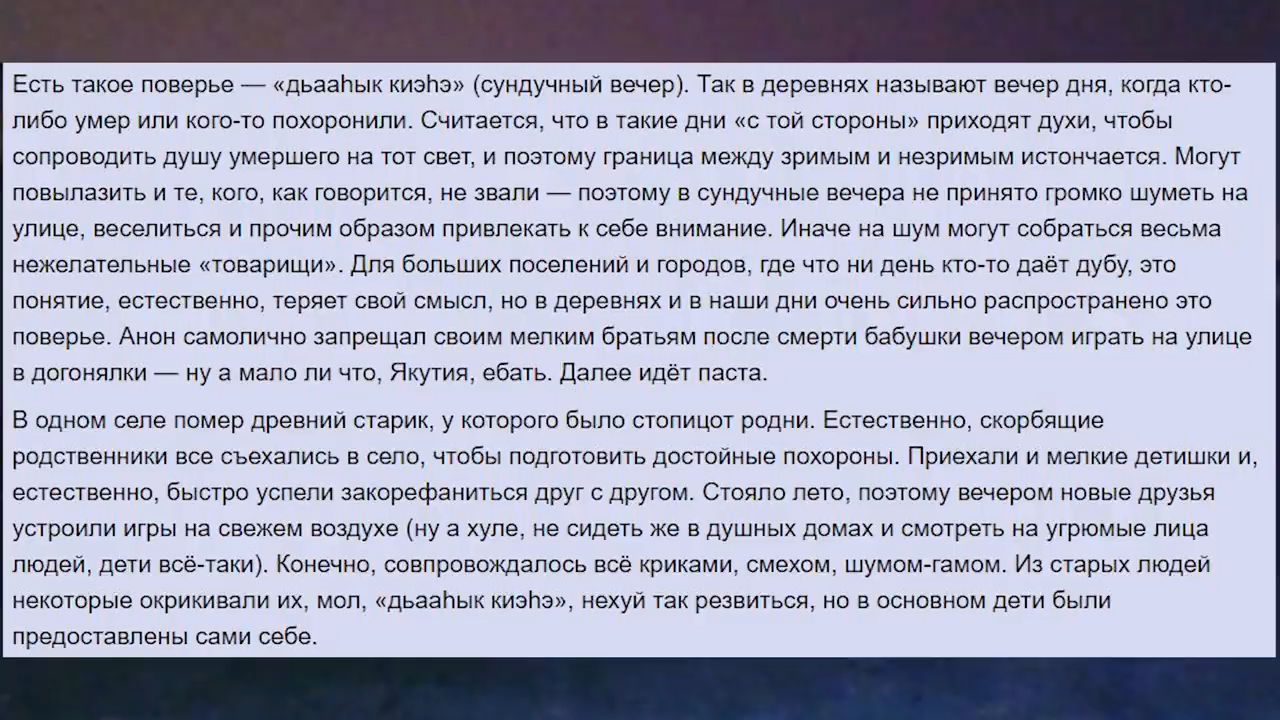 Есть такое поверье — «дьааһык киэһэ» (сундучный вечер). Так в деревнях называют вечер дня, когда кто-
либо умер или кого-то похоронили. Считается, что в такие дни «с той стороны» приходят духи, чтобы
сопроводить душу умершего на тот свет, и поэтому граница между зримым и незримым истончается. Могут
повылазить и те, кого, как говорится, не звали — поэтому в сундучные вечера не принято громко шуметь на
улице, веселиться и прочим образом привлекать к себе внимание. Иначе на шум могут собраться весьма
нежелательные «товарищи». Для больших поселений и городов, где что ни день кто-то даёт дубу, это
понятие, естественно, теряет свой смысл, но в деревнях и в наши дни очень сильно распространено это
поверье. Анон самолично запрещал своим мелким братьям после смерти бабушки вечером играть на улице
в догонялки — ну а мало ли что, Якутия, ебать. Далее идёт паста.
В одном селе помер древний старик, у которого было стопицот родни. Естественно, скорбящие
родственники все съехались в село, чтобы подготовить достойные похороны. Приехали и мелкие детишки и,
естественно, быстро успели закорефаниться друг с другом. Стояло лето, поэтому вечером новые друзья
устроили игры на свежем воздухе (ну а хуле, не сидеть же в душных домах и смотреть на угрюмые лица
людей, дети всё-таки). Конечно, совпровождалось всё криками, смехом, шумом-гамом. Из старых людей
некоторые окрикивали их, мол, «дьааһык киэһэ», нехуй так резвиться, но в основном дети были
предоставлены сами себе.